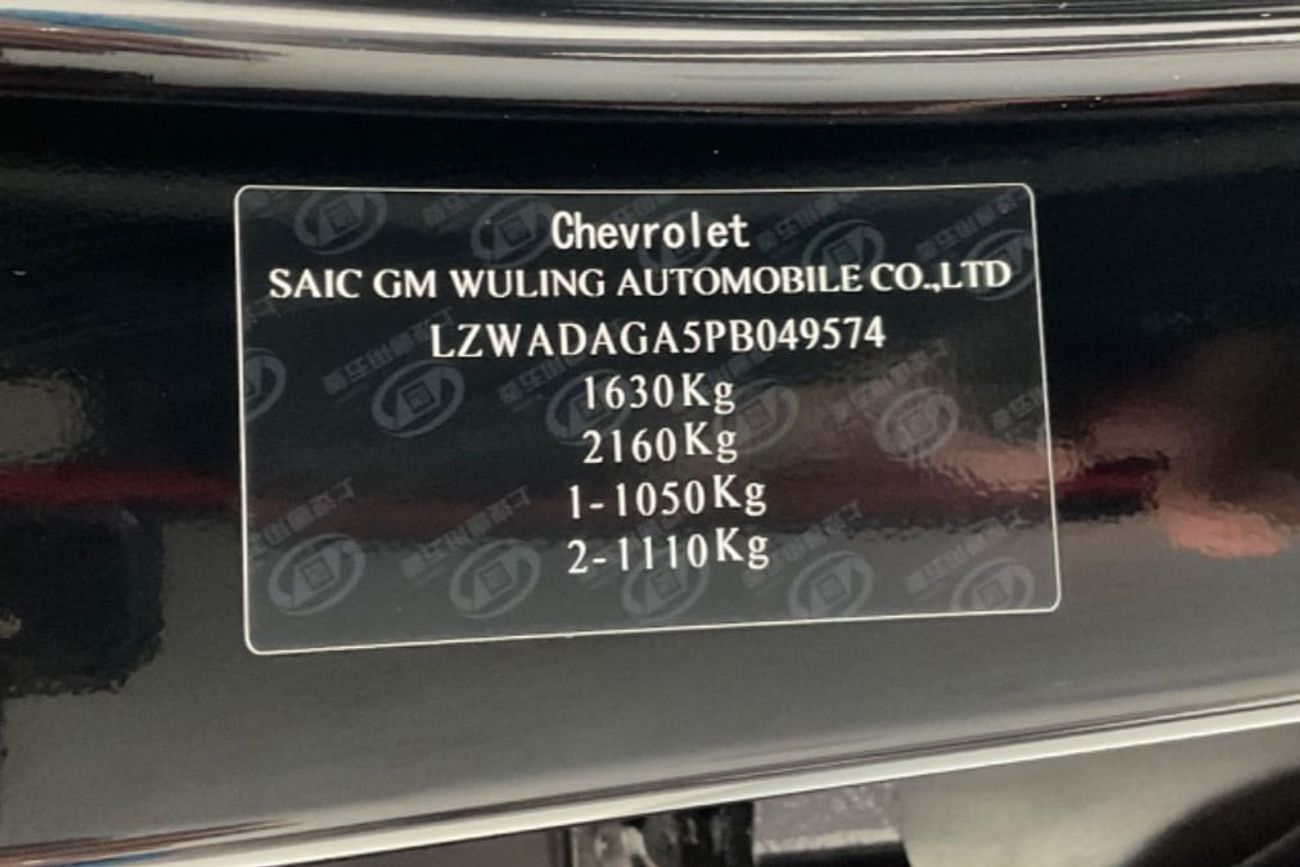 Chevrolet
SAIC GM WULING AUTOMOBILE CO.,LTD
LZWADAGA5PB049574
1630Kg
2160Kg
1-1050Kg
2-1110Kg